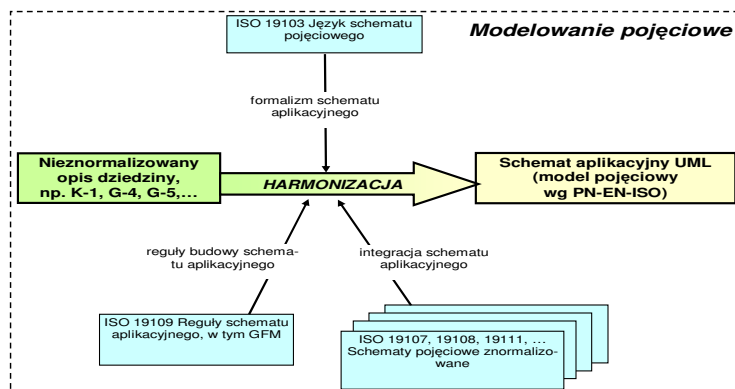 ISO 19103 Język schematu
pojęciowego
Modelowanie pojęciowe
formalizm schematu
aplikacyjnego
Nieznormalizowany
opis dziedziny,
np. K-1, G-4, G-5,…
HARMONIZACJA
Schemat aplikacyjny UML
(model pojęciowy
wg PN-EN-ISO)
reguły budowy schema-
tu aplikacyjnego
integracja schematu
aplikacyjnego
ISO 19109 Reguły schematu
aplikacyjnego, w tym GFM
ISO 19107, 19108, 19111, …
Schematy pojęciowe znormalizo-
wane